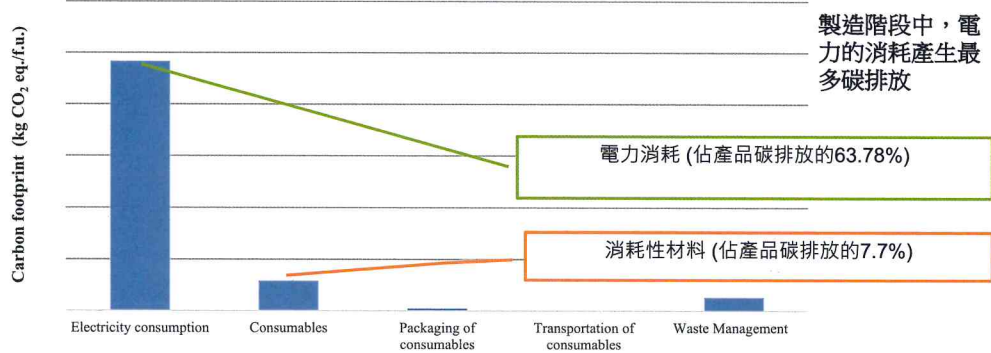 製造階段中，電
力的消耗產生最
多碳排放
Carbon footprint (kg CO₂ eq./f.u.)
電力消耗 (佔產品碳排放的63.78%)
消耗性材料 (佔產品碳排放的7.7%)
Electricity consumption
Consumables
Packaging of
consumables
Transportation of
consumables
Waste Management